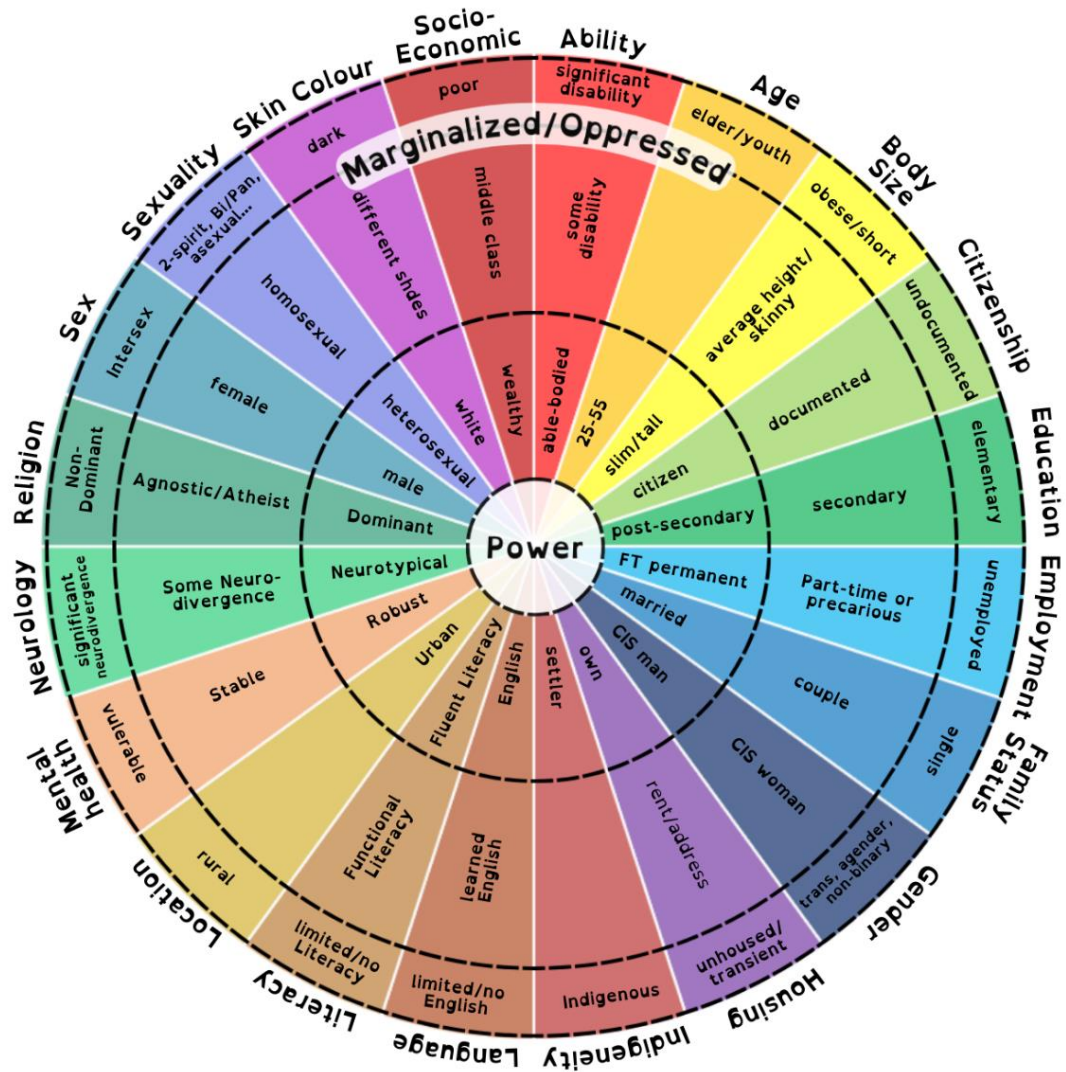 Socio-
Economic
poor
middle class
wealthy
Ability
significant
disability
some
disability
able-bodied
Age
elder/youth
25-55
Body
Size
obese/short
average height/
skinny
slim/tall
Citizenship
undocumented
documented
citizen
Education
elementary
secondary
post-secondary
Employment
unemployed
Part-time or
precarious
FT permanent
Family
Status
single
couple
married
Gender
trans, agender,
non-binary
CIS woman
CIS man
Housing
unhoused/
transient
rent/address
own
Indigeneity
Indigenous
settler
Language
limited/no
English
learned
English
English
Literacy
limited/no
Literacy
Functional
Literacy
Fluent Literacy
Location
rural
Urban
Mental
health
vulerable
Stable
Robust
Neurology
significant
neurodivergence
Some Neuro-
divergence
Neurotypical
Religion
Non-
Dominant
Agnostic/Atheist
Dominant
Sex
Intersex
female
male
Sexuality
2-spirit, Bi/Pan,
asexual...
homosexual
heterosexual
Skin Colour
dark
different shdes
white
Marginalized/Oppressed
Power